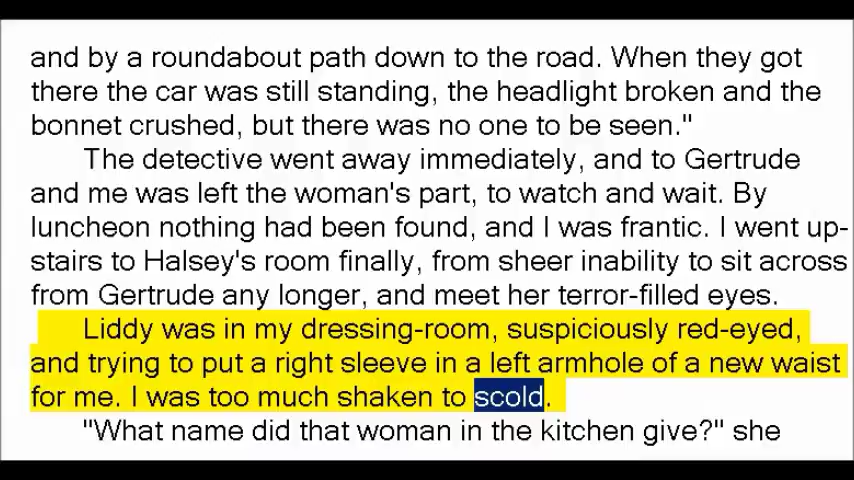 and by a roundabout path down to the road. When they got
there the car was still standing, the headlight broken and the
bonnet crushed, but there was no one to be seen."
The detective went away immediately, and to Gertrude
and me was left the woman's part, to watch and wait. By
luncheon nothing had been found, and I was frantic. I went up-
stairs to Halsey's room finally, from sheer inability to sit across
from Gertrude any longer, and meet her terror-filled eyes.
Liddy was in my dressing-room, suspiciously red-eyed,
and trying to put a right sleeve in a left armhole of a new waist
for me. I was too much shaken to scold.
"What name did that woman in the kitchen give?" she